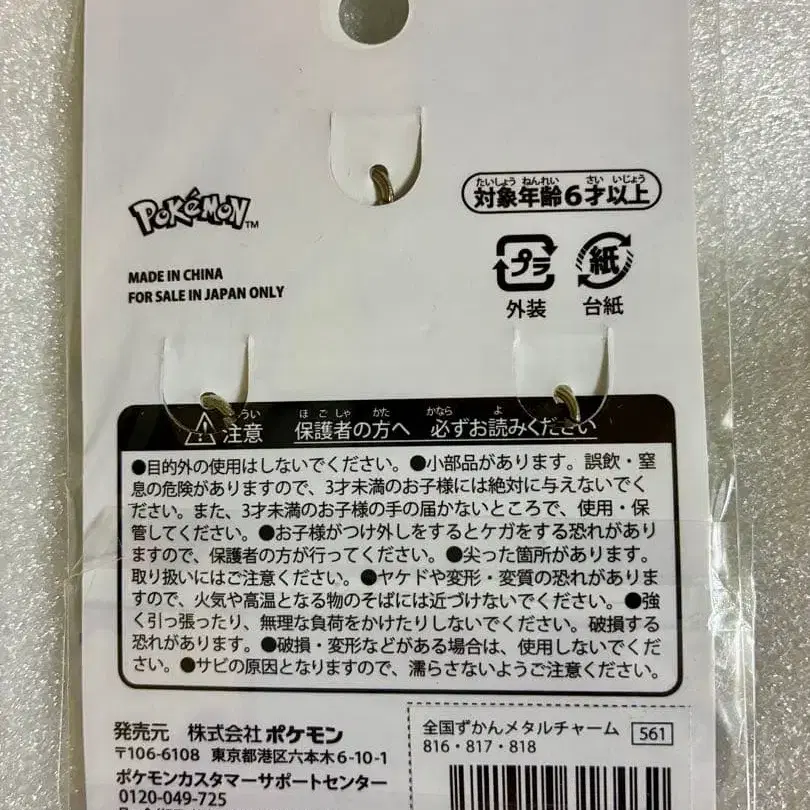 たいしょう ねんれい さい いじょう
対象年齢6才以上
POKéMON™
プラ
紙
外装
台紙
MADE IN CHINA
FOR SALE IN JAPAN ONLY
ほごしゃ かた かなら よ
注意 保護者の方へ 必ずお読みください
●目的外の使用はしないでください。●小部品があります。誤飲・窒
息の危険がありますので、3才未満のお子様には絶対に与えないでく
ださい。また、3才未満のお子様の手の届かないところで、使用・保
管してください。●お子様がつけ外しをするとケガをする恐れがあり
ますので、保護者の方が行ってください。●尖った箇所があります。
取り扱いにはご注意ください。●ヤケドや変形・変質の恐れがありま
すので、火気や高温となる物のそばには近づけないでください。●強
く引っ張ったり、無理な負荷をかけたりしないでください。破損する
恐れがあります。●破損・変形などがある場合は、使用しないでくだ
さい。●サビの原因となりますので、濡らさないようご注意ください。
発売元 株式会社ポケモン
〒106-6108 東京都港区六本木6-10-1
ポケモンカスタマーサポートセンター
0120-049-725
全国ずかんメタルチャーム 561
816・817・818